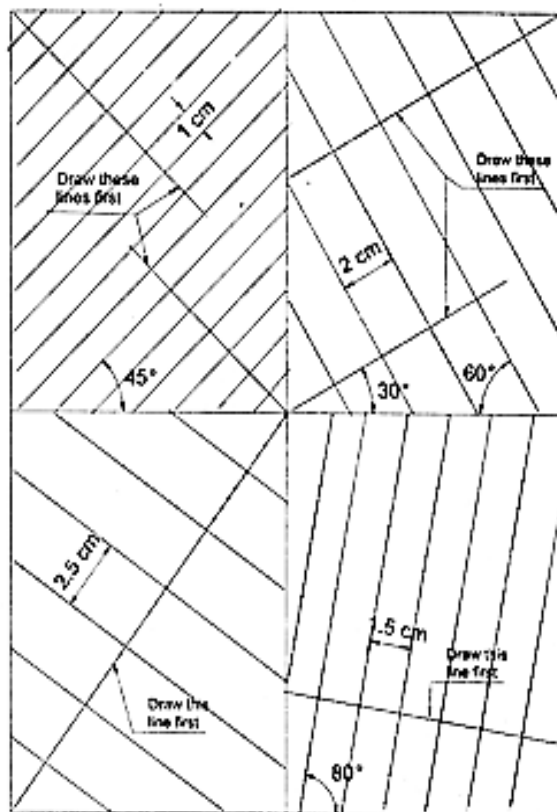 1 cm
Draw these
lines first
45°
Draw these
lines first
2 cm
30°
60°
2.5 cm
Draw this
line first
1.5 cm
Draw this
line first
80°